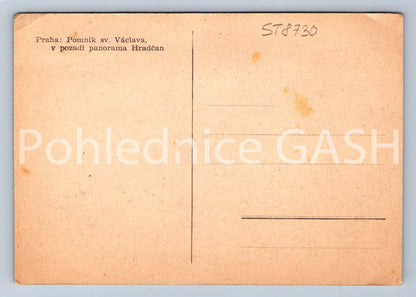 Praha: Pomník sv. Václava,
v pozadí panorama Hradčan
ST8730
Pohlednice GASH